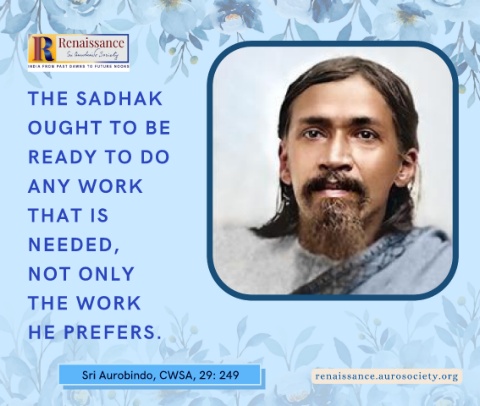 Renaissance
Sri Aurobindo Society
INDIA FROM PAST DAWNS TO FUTURE NOONS
THE SADHAK
OUGHT TO BE
READY TO DO
ANY WORK
THAT IS
NEEDED,
NOT ONLY
THE WORK
HE PREFERS.
Sri Aurobindo, CWSA, 29: 249
renaissance.aurosociety.org